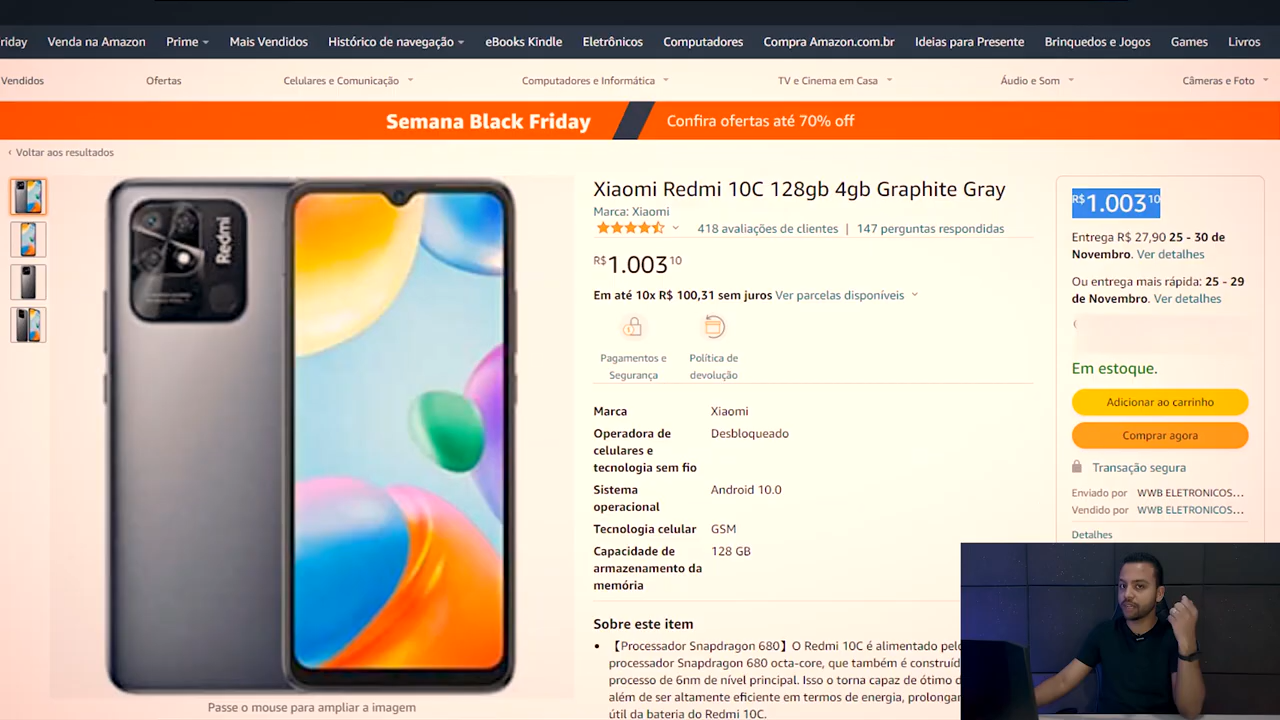 riday Venda na Amazon Prime Mais Vendidos Histórico de navegação eBooks Kindle Eletrônicos Computadores Compra Amazon.com.br Ideias para Presente Brinquedos e Jogos Games Livros
Vendidos Ofertas Celulares e Comunicação Computadores e Informática TV e Cinema em Casa Áudio e Som Câmeras e Foto
Semana Black Friday Confira ofertas até 70% off
‹ Voltar aos resultados
Redmi
Passe o mouse para ampliar a imagem
Xiaomi Redmi 10C 128gb 4gb Graphite Gray
Marca: Xiaomi
418 avaliações de clientes | 147 perguntas respondidas
R$1.00310
Em até 10x R$ 100,31 sem juros Ver parcelas disponíveis
Pagamentos e
Segurança
Política de
devolução
Marca Xiaomi
Operadora de Desbloqueado
celulares e
tecnologia sem fio
Sistema Android 10.0
operacional
Tecnologia celular GSM
Capacidade de 128 GB
armazenamento da
memória
Sobre este item
• 【Processador Snapdragon 680】O Redmi 10C é alimentado pelo
processador Snapdragon 680 octa-core, que também é construíd
processo de 6nm de nível principal. Isso o torna capaz de ótimo d
além de ser altamente eficiente em termos de energia, prolongan
útil da bateria do Redmi 10C.
R$1.00310
Entrega R$ 27,90 25 - 30 de
Novembro. Ver detalhes
Ou entrega mais rápida: 25 - 29
de Novembro. Ver detalhes
Em estoque.
Adicionar ao carrinho
Comprar agora
Transação segura
Enviado por WWB ELETRONICOS...
Vendido por WWB ELETRONICOS...
Detalhes